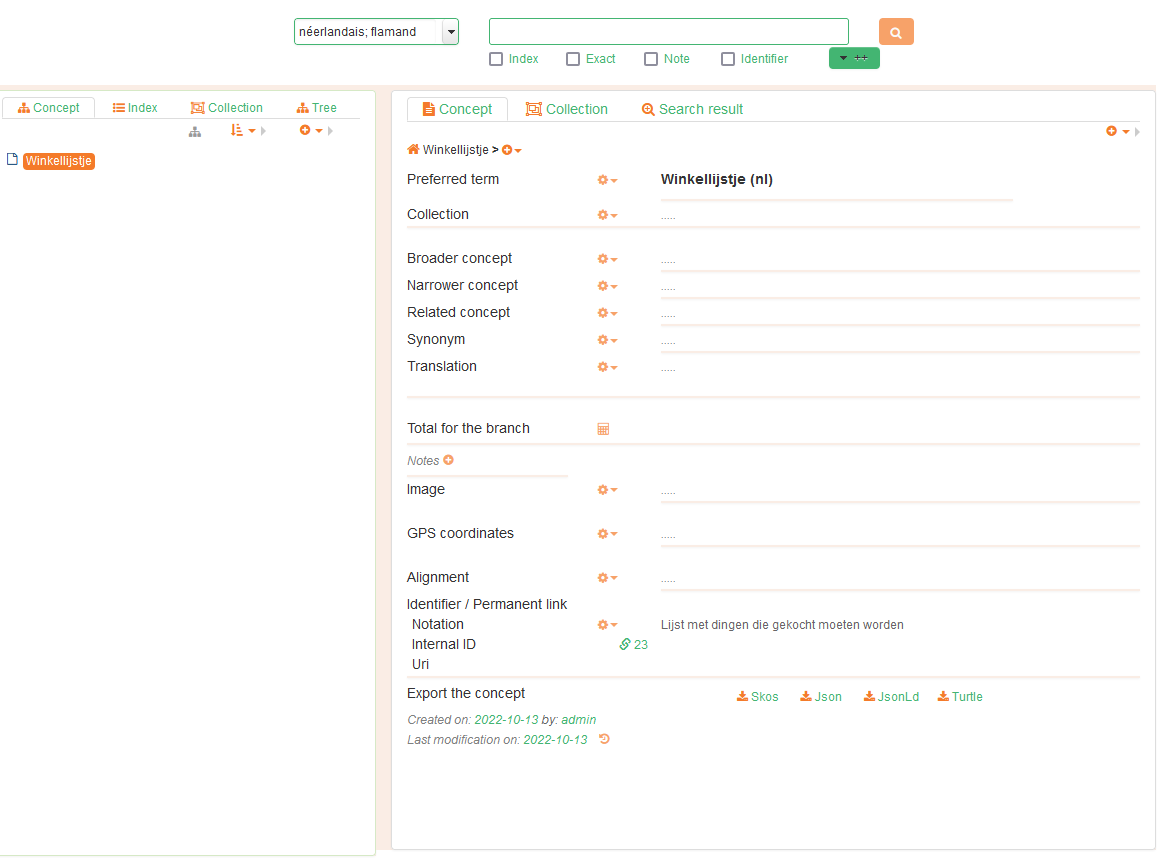 néerlandais; flamand
Index Exact Note Identifier ++
Concept Index Collection Tree
Winkellijstje
Concept Collection Search result
Winkellijstje >
Preferred term Winkellijstje (nl)
Collection .....
Broader concept .....
Narrower concept .....
Related concept .....
Synonym .....
Translation .....
Total for the branch
Notes
Image .....
GPS coordinates .....
Alignment .....
Identifier / Permanent link
Notation Lijst met dingen die gekocht moeten worden
Internal ID 23
Uri
Export the concept Skos Json JsonLd Turtle
Created on: 2022-10-13 by: admin
Last modification on: 2022-10-13